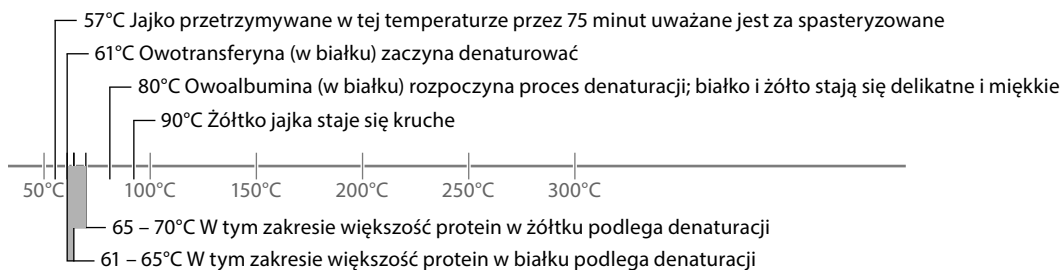 57°C Jajko przetrzymywane w tej temperaturze przez 75 minut uważane jest za spasteryzowane
61°C Owotransferyna (w białku) zaczyna denaturować
80°C Owoalbumina (w białku) rozpoczyna proces denaturacji; białko i żółto stają się delikatne i miękkie
90°C Żółtko jajka staje się kruche
50°C 100°C 150°C 200°C 250°C 300°C
65 – 70°C W tym zakresie większość protein w żółtku podlega denaturacji
61 – 65°C W tym zakresie większość protein w białku podlega denaturacji